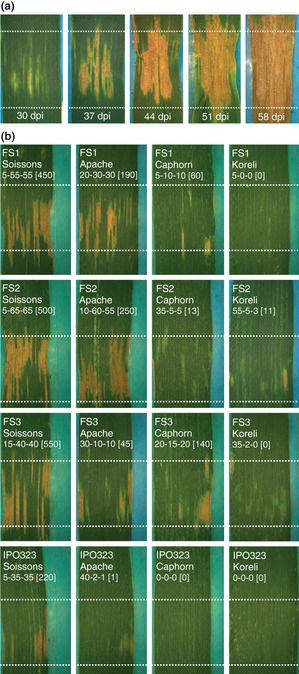 (a)
30 dpi
37 dpi
44 dpi
51 dpi
58 dpi
(b)
FS1
Soissons
5-55-55 [450]
FS1
Apache
20-30-30 [190]
FS1
Caphorn
5-10-10 [60]
FS1
Koreli
5-0-0 [0]
FS2
Soissons
5-65-65 [500]
FS2
Apache
10-60-55 [250]
FS2
Caphorn
35-5-5 [13]
FS2
Koreli
55-5-3 [11]
FS3
Soissons
15-40-40 [550]
FS3
Apache
30-10-10 [45]
FS3
Caphorn
20-15-20 [140]
FS3
Koreli
35-2-0 [0]
IPO323
Soissons
5-35-35 [220]
IPO323
Apache
40-2-1 [1]
IPO323
Caphorn
0-0-0 [0]
IPO323
Koreli
0-0-0 [0]